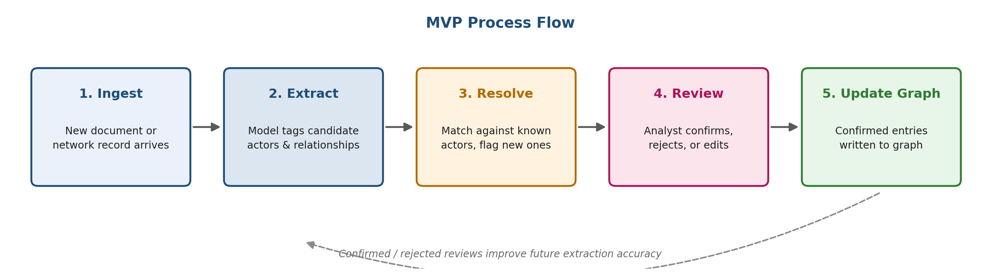 MVP Process Flow
1. Ingest
New document or
network record arrives
2. Extract
Model tags candidate
actors & relationships
3. Resolve
Match against known
actors, flag new ones
4. Review
Analyst confirms,
rejects, or edits
5. Update Graph
Confirmed entries
written to graph
Confirmed / rejected reviews improve future extraction accuracy